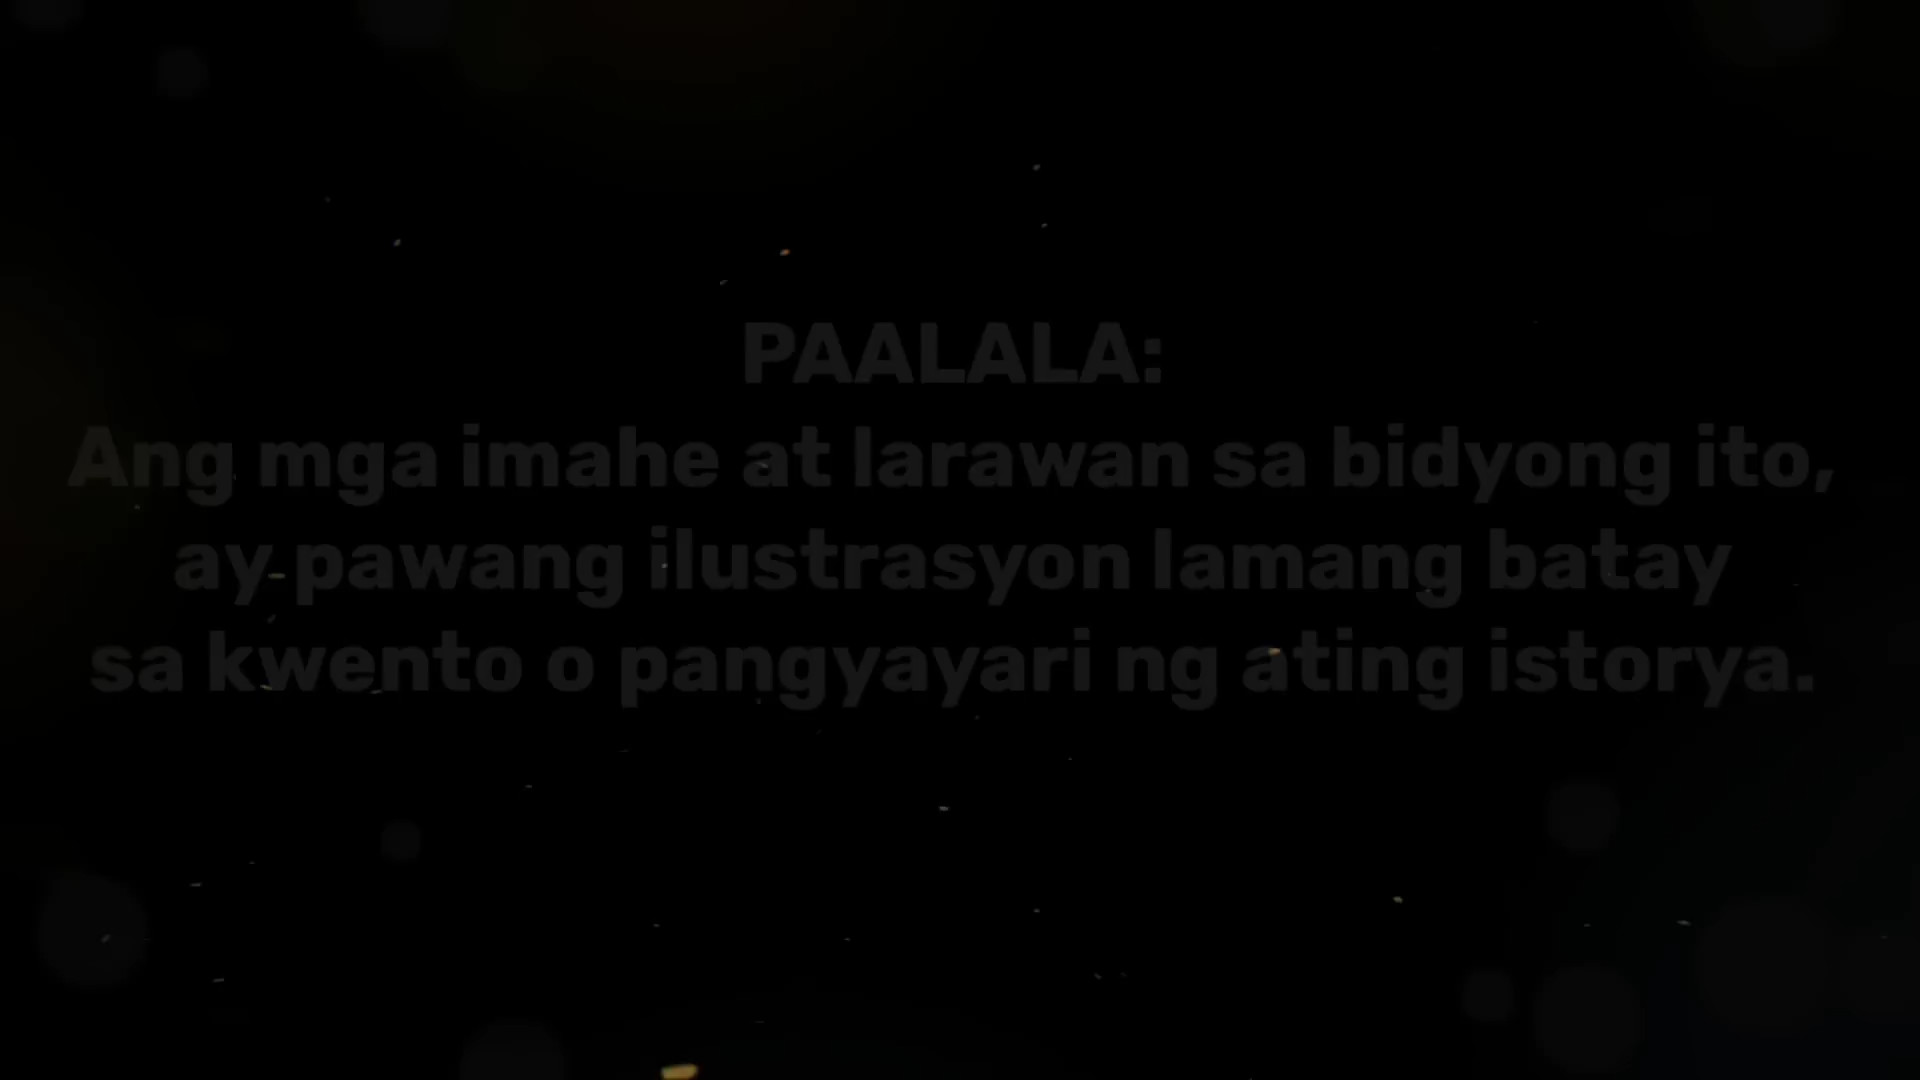 PAALALA:
Ang mga imahe at larawan sa bidyong ito,
ay pawang ilustrasyon lamang batay
sa kwento o pangyayari ng ating istorya.